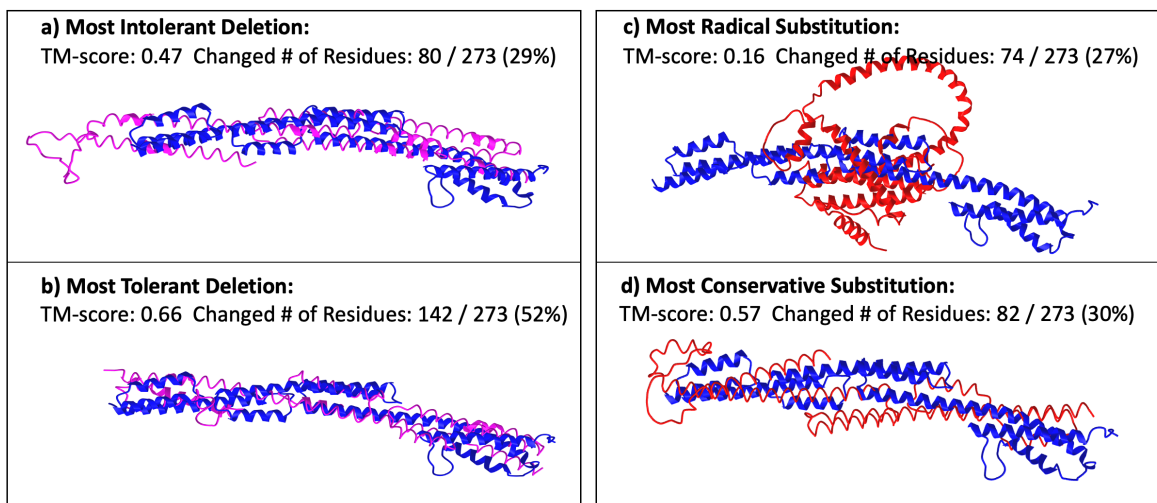 a) Most Intolerant Deletion:
TM-score: 0.47 Changed # of Residues: 80 / 273 (29%)
b) Most Tolerant Deletion:
TM-score: 0.66 Changed # of Residues: 142 / 273 (52%)
c) Most Radical Substitution:
TM-score: 0.16 Changed # of Residues: 74 / 273 (27%)
d) Most Conservative Substitution:
TM-score: 0.57 Changed # of Residues: 82 / 273 (30%)